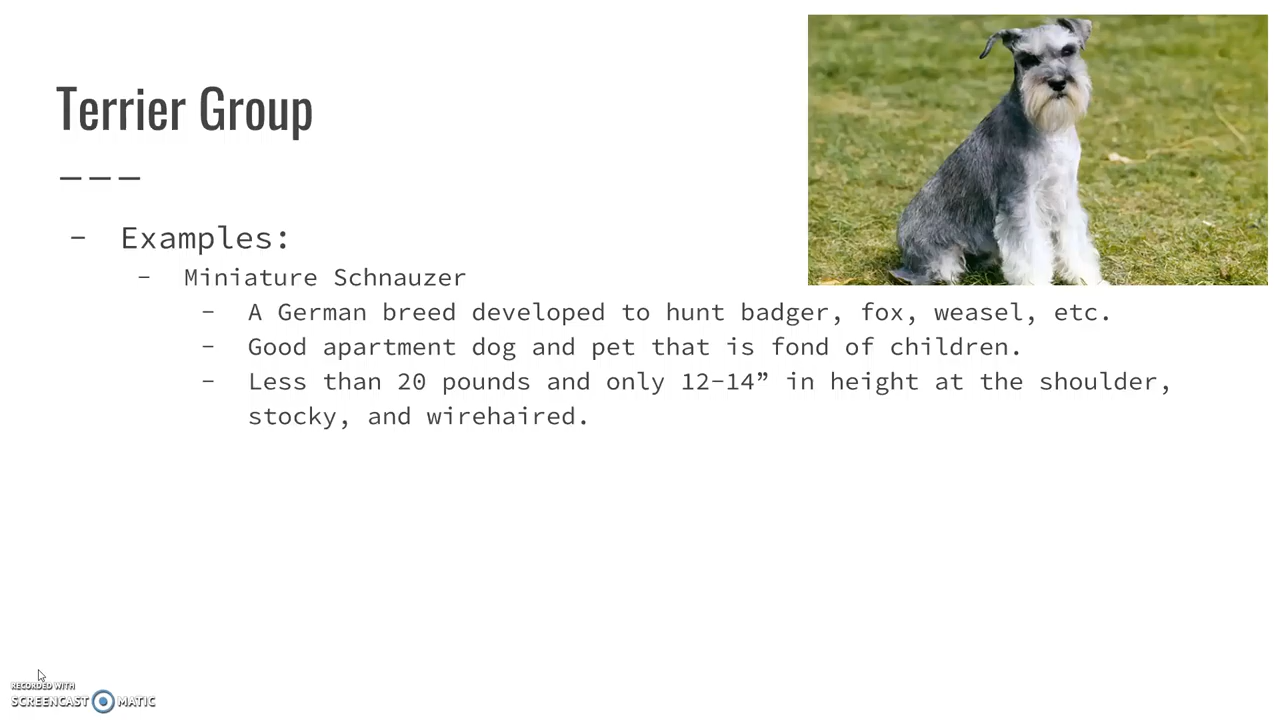 Terrier Group
- Examples:
- Miniature Schnauzer
- A German breed developed to hunt badger, fox, weasel, etc.
- Good apartment dog and pet that is fond of children.
- Less than 20 pounds and only 12-14” in height at the shoulder,
stocky, and wirehaired.
RECORDED WITH
SCREENCAST MATIC